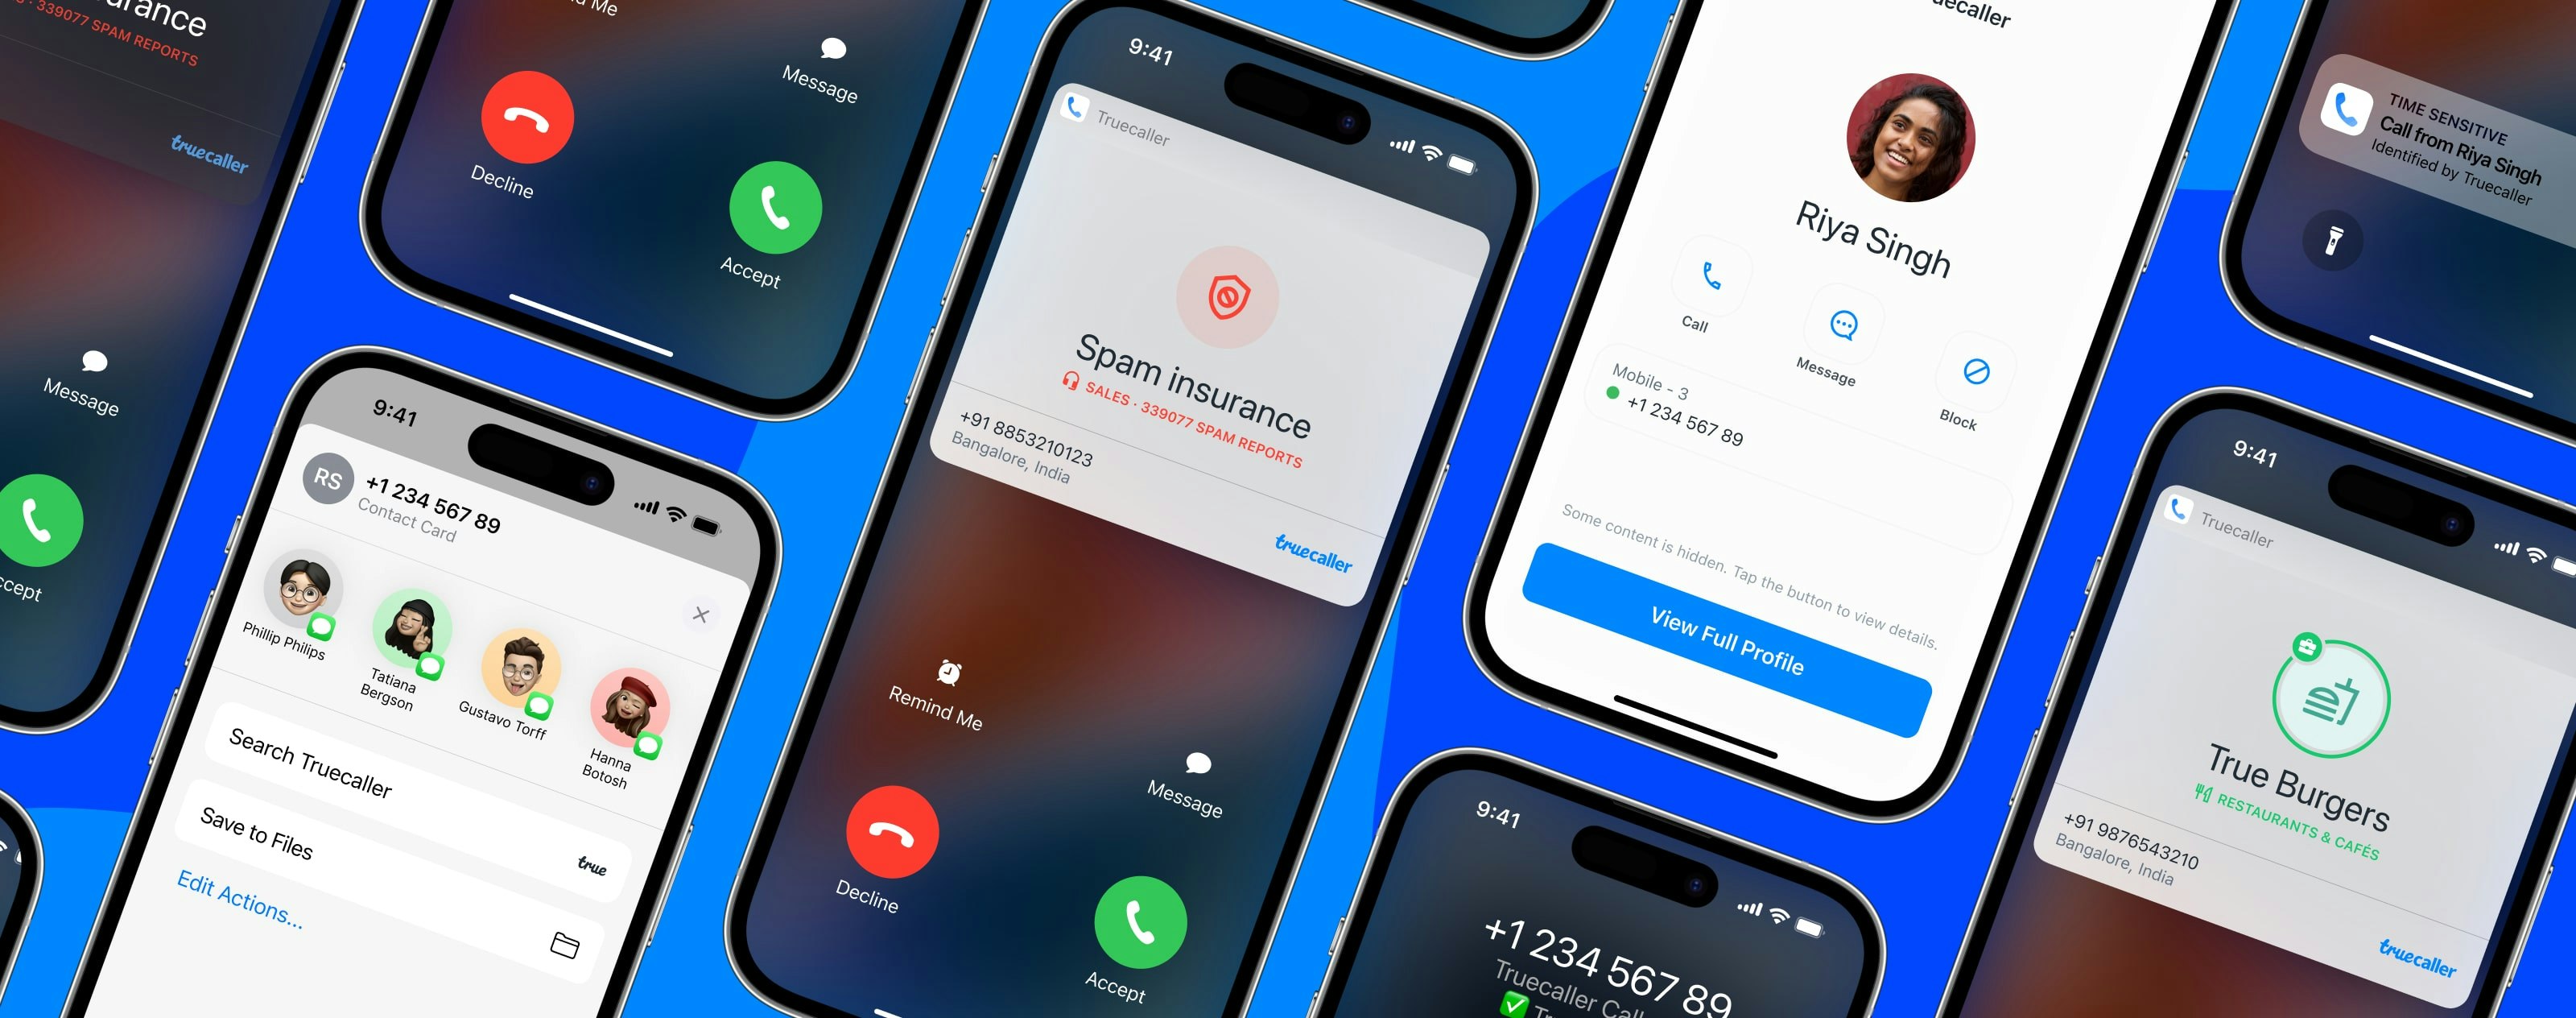 urance
339077 SPAM REPORTS
truecaller
Message
Me
Message
Decline
Accept
9:41
RS
+1 234 567 89
Contact Card
Phillip Philips
Tatiana
Bergson
Gustavo Torff
Hanna
Botosh
Search Truecaller
true
Save to Files
Edit Actions...
9:41
Truecaller
Spam insurance
SALES · 339077 SPAM REPORTS
+91 8853210123
Bangalore, India
truecaller
Remind Me
Message
Decline
Accept
Riya Singh
Call
Message
Block
Mobile - 3
+1 234 567 89
Some content is hidden. Tap the button to view details.
View Full Profile
9:41
+1 234 567 89
Truecaller
TIME SENSITIVE
Call from Riya Singh
Identified by Truecaller
9:41
Truecaller
True Burgers
RESTAURANTS & CAFÉS
+91 9876543210
Bangalore, India
truecaller